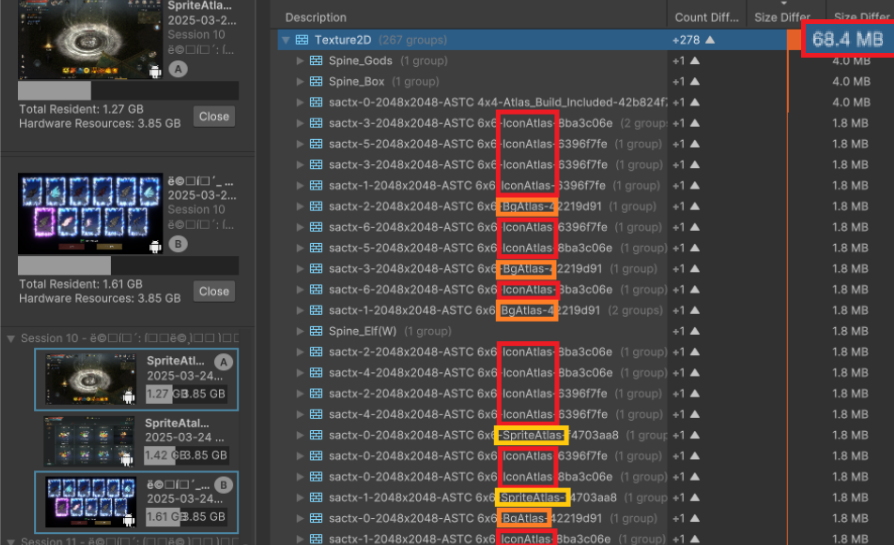 SpriteAtla...
2025-03-2...
Session 10
A
Total Resident: 1.27 GB
Hardware Resources: 3.85 GB
Close
2025-03-2...
Session 10
B
Total Resident: 1.61 GB
Hardware Resources: 3.85 GB
Close
Session 10 -
SpriteAtl...
A
2025-03-24...
1.27 GB 3.85 GB
SpriteAtal...
2025-03-24 ...
1.42 GB 3.85 GB
B
2025-03-24...
1.61 GB 3.85 GB
Session 11 -
Description Count Diff... Size Differ Size Differ
Texture2D (267 groups) +278 68.4 MB
Spine_Gods (1 group) +1 4.0 MB
Spine_Box (1 group) +1 4.0 MB
sactx-0-2048x2048-ASTC 4x4-Atlas_Build_Included-42b824f +1 4.0 MB
sactx-3-2048x2048-ASTC 6x6-IconAtlas-8ba3c06e (2 group +1 1.8 MB
sactx-5-2048x2048-ASTC 6x6-IconAtlas-6396f7fe (1 group) +1 1.8 MB
sactx-3-2048x2048-ASTC 6x6-IconAtlas-6396f7fe (1 group) +1 1.8 MB
sactx-1-2048x2048-ASTC 6x6-IconAtlas-6396f7fe (1 group) +1 1.8 MB
sactx-2-2048x2048-ASTC 6x6-BgAtlas-42219d91 (1 group) +1 1.8 MB
sactx-6-2048x2048-ASTC 6x6-IconAtlas-6396f7fe (1 group) +1 1.8 MB
sactx-5-2048x2048-ASTC 6x6-IconAtlas-8ba3c06e (1 group) +1 1.8 MB
sactx-3-2048x2048-ASTC 6x6-BgAtlas-42219d91 (1 group) +1 1.8 MB
sactx-6-2048x2048-ASTC 6x6-IconAtlas-8ba3c06e (1 group) +1 1.8 MB
sactx-1-2048x2048-ASTC 6x6-BgAtlas-42219d91 (2 groups) +1 1.8 MB
Spine_Elf(W) (1 group) +1 1.8 MB
sactx-2-2048x2048-ASTC 6x6-IconAtlas-8ba3c06e (1 group) +1 1.8 MB
sactx-4-2048x2048-ASTC 6x6-IconAtlas-8ba3c06e (1 group) +1 1.8 MB
sactx-2-2048x2048-ASTC 6x6-IconAtlas-6396f7fe (1 group) +1 1.8 MB
sactx-4-2048x2048-ASTC 6x6-IconAtlas-6396f7fe (1 group) +1 1.8 MB
sactx-0-2048x2048-ASTC 6x6-SpriteAtlas-f4703aa8 (1 group +1 1.8 MB
sactx-0-2048x2048-ASTC 6x6-IconAtlas-6396f7fe (1 group) +1 1.8 MB
sactx-0-2048x2048-ASTC 6x6-IconAtlas-8ba3c06e (1 group) +1 1.8 MB
sactx-1-2048x2048-ASTC 6x6-SpriteAtlas-f4703aa8 (1 group +1 1.8 MB
sactx-0-2048x2048-ASTC 6x6-BgAtlas-42219d91 (1 group) +1 1.8 MB
sactx-1-2048x2048-ASTC 6x6-IconAtlas-8ba3c06e (1 group) +1 1.8 MB